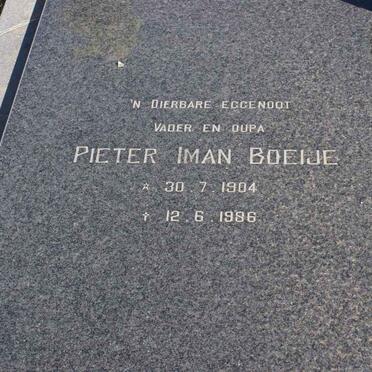 'N DIERBARE EGGENOOT
VADER EN OUPA
PIETER IMAN BOEIJE
* 30.7.1904
† 12.6.1986